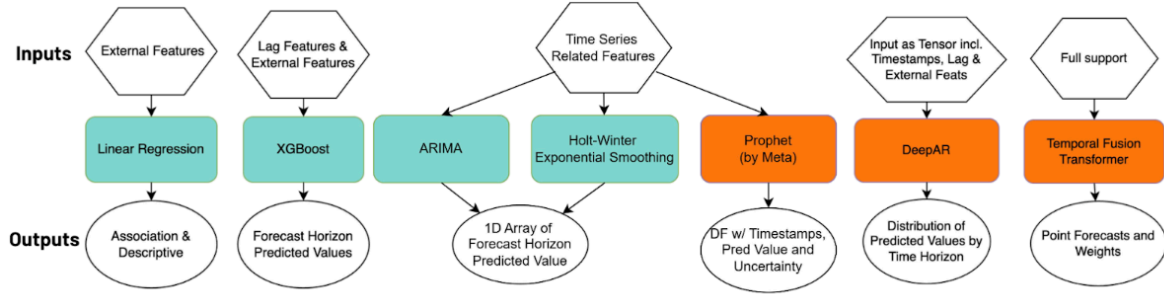 Inputs
External Features
Lag Features &
External Features
Time Series
Related Features
Input as Tensor incl.
Timestamps, Lag &
External Feats
Full support
Linear Regression
XGBoost
ARIMA
Holt-Winter
Exponential Smoothing
Prophet
(by Meta)
DeepAR
Temporal Fusion
Transformer
Outputs
Association &
Descriptive
Forecast Horizon
Predicted Values
1D Array of
Forecast Horizon
Predicted Value
DF w/ Timestamps,
Pred Value and
Uncertainty
Distribution of
Predicted Values by
Time Horizon
Point Forecasts and
Weights